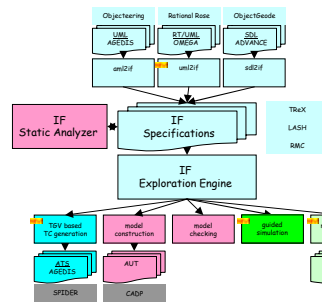 Objecteering
Rational Rose
ObjectGeode
UML
AGEDIS
RT/UML
OMEGA
SDL
ADVANCE
aml2if
uml2if
sdl2if
IF
Static Analyzer
IF
Specifications
TReX
LASH
RMC
IF
Exploration Engine
TGV based
TC generation
model
construction
model
checking
guided
simulation
ATS
AGEDIS
AUT
SPIDER
CADP